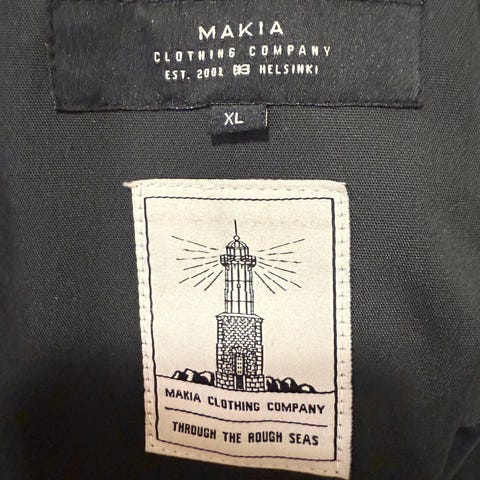 MAKIA
CLOTHING COMPANY
EST. 2001 HELSINKI
XL
MAKIA CLOTHING COMPANY
THROUGH THE ROUGH SEAS